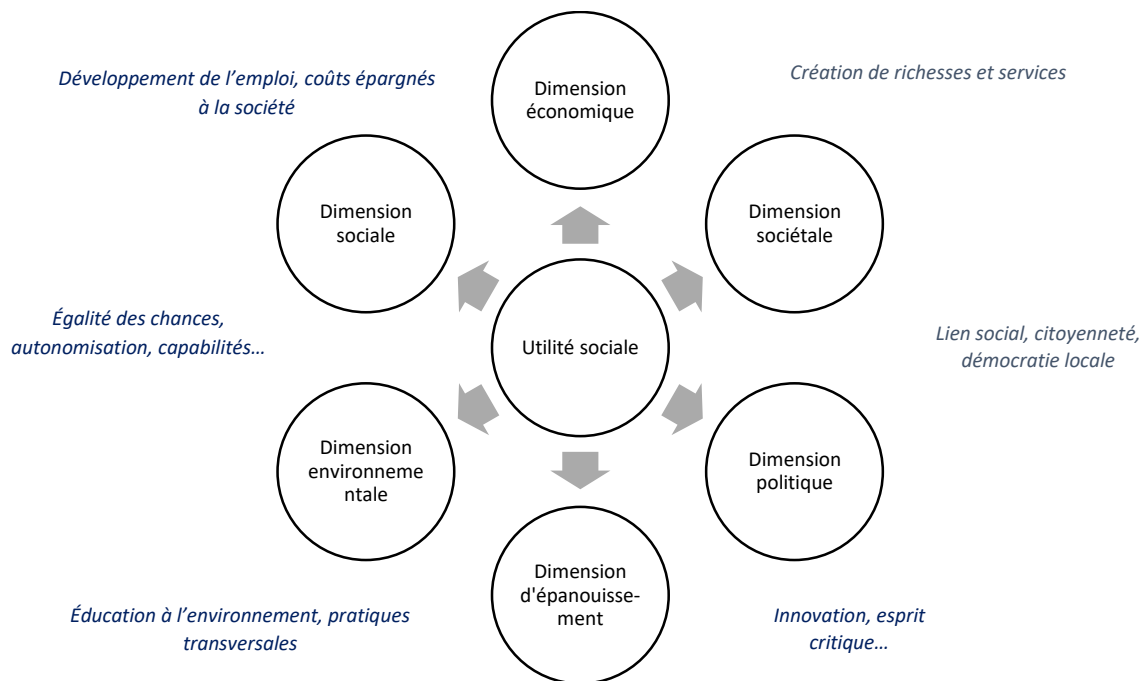 Développement de l’emploi, coûts épargnés
à la société
Dimension
économique
Création de richesses et services
Dimension
sociale
Dimension
sociétale
Égalité des chances,
autonomisation, capabilités…
Utilité sociale
Lien social, citoyenneté,
démocratie locale
Dimension
environneme
ntale
Dimension
politique
Dimension
d'épanouisse-
ment
Éducation à l’environnement, pratiques
transversales
Innovation, esprit
critique…